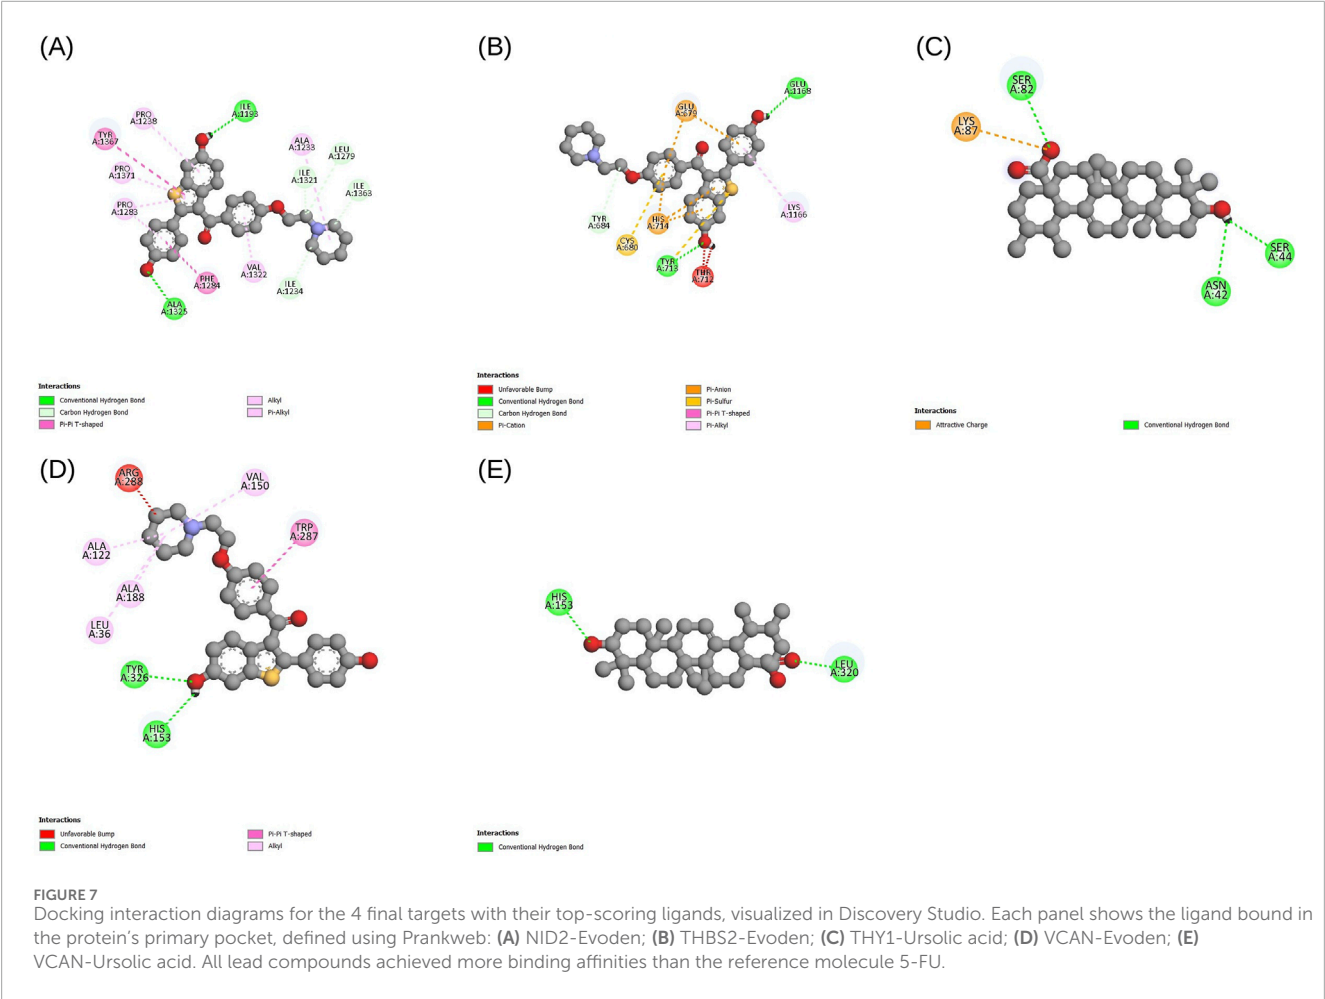 (A)
ILE
A:1193
PRO
A:1238
TYR
A:1367
ALA
A:1233
LEU
A:1279
PRO
A:1371
ILE
A:1321
ILE
A:1363
PRO
A:1283
VAL
A:1322
PHE
A:1284
ILE
A:1234
ALA
A:1325
Interactions
Conventional Hydrogen Bond
Carbon Hydrogen Bond
Pi-Pi T-shaped
Alkyl
Pi-Alkyl
(B)
GLU
A:1168
GLU
A:679
LYS
A:1166
TYR
A:684
HIS
A:714
CYS
A:680
TYR
A:713
THR
A:712
Interactions
Unfavorable Bump
Conventional Hydrogen Bond
Carbon Hydrogen Bond
Pi-Cation
Pi-Anion
Pi-Sulfur
Pi-Pi T-shaped
Pi-Alkyl
(C)
SER
A:82
LYS
A:87
SER
A:44
ASN
A:42
Interactions
Attractive Charge
Conventional Hydrogen Bond
(D)
ARG
A:288
VAL
A:150
TRP
A:287
ALA
A:122
ALA
A:188
LEU
A:36
TYR
A:326
HIS
A:153
Interactions
Unfavorable Bump
Conventional Hydrogen Bond
Pi-Pi T-shaped
Alkyl
(E)
HIS
A:153
LEU
A:320
Interactions
Conventional Hydrogen Bond
FIGURE 7
Docking interaction diagrams for the 4 final targets with their top-scoring ligands, visualized in Discovery Studio. Each panel shows the ligand bound in
the protein's primary pocket, defined using Prankweb: (A) NID2-Evoden; (B) THBS2-Evoden; (C) THY1-Ursolic acid; (D) VCAN-Evoden; (E)
VCAN-Ursolic acid. All lead compounds achieved more binding affinities than the reference molecule 5-FU.